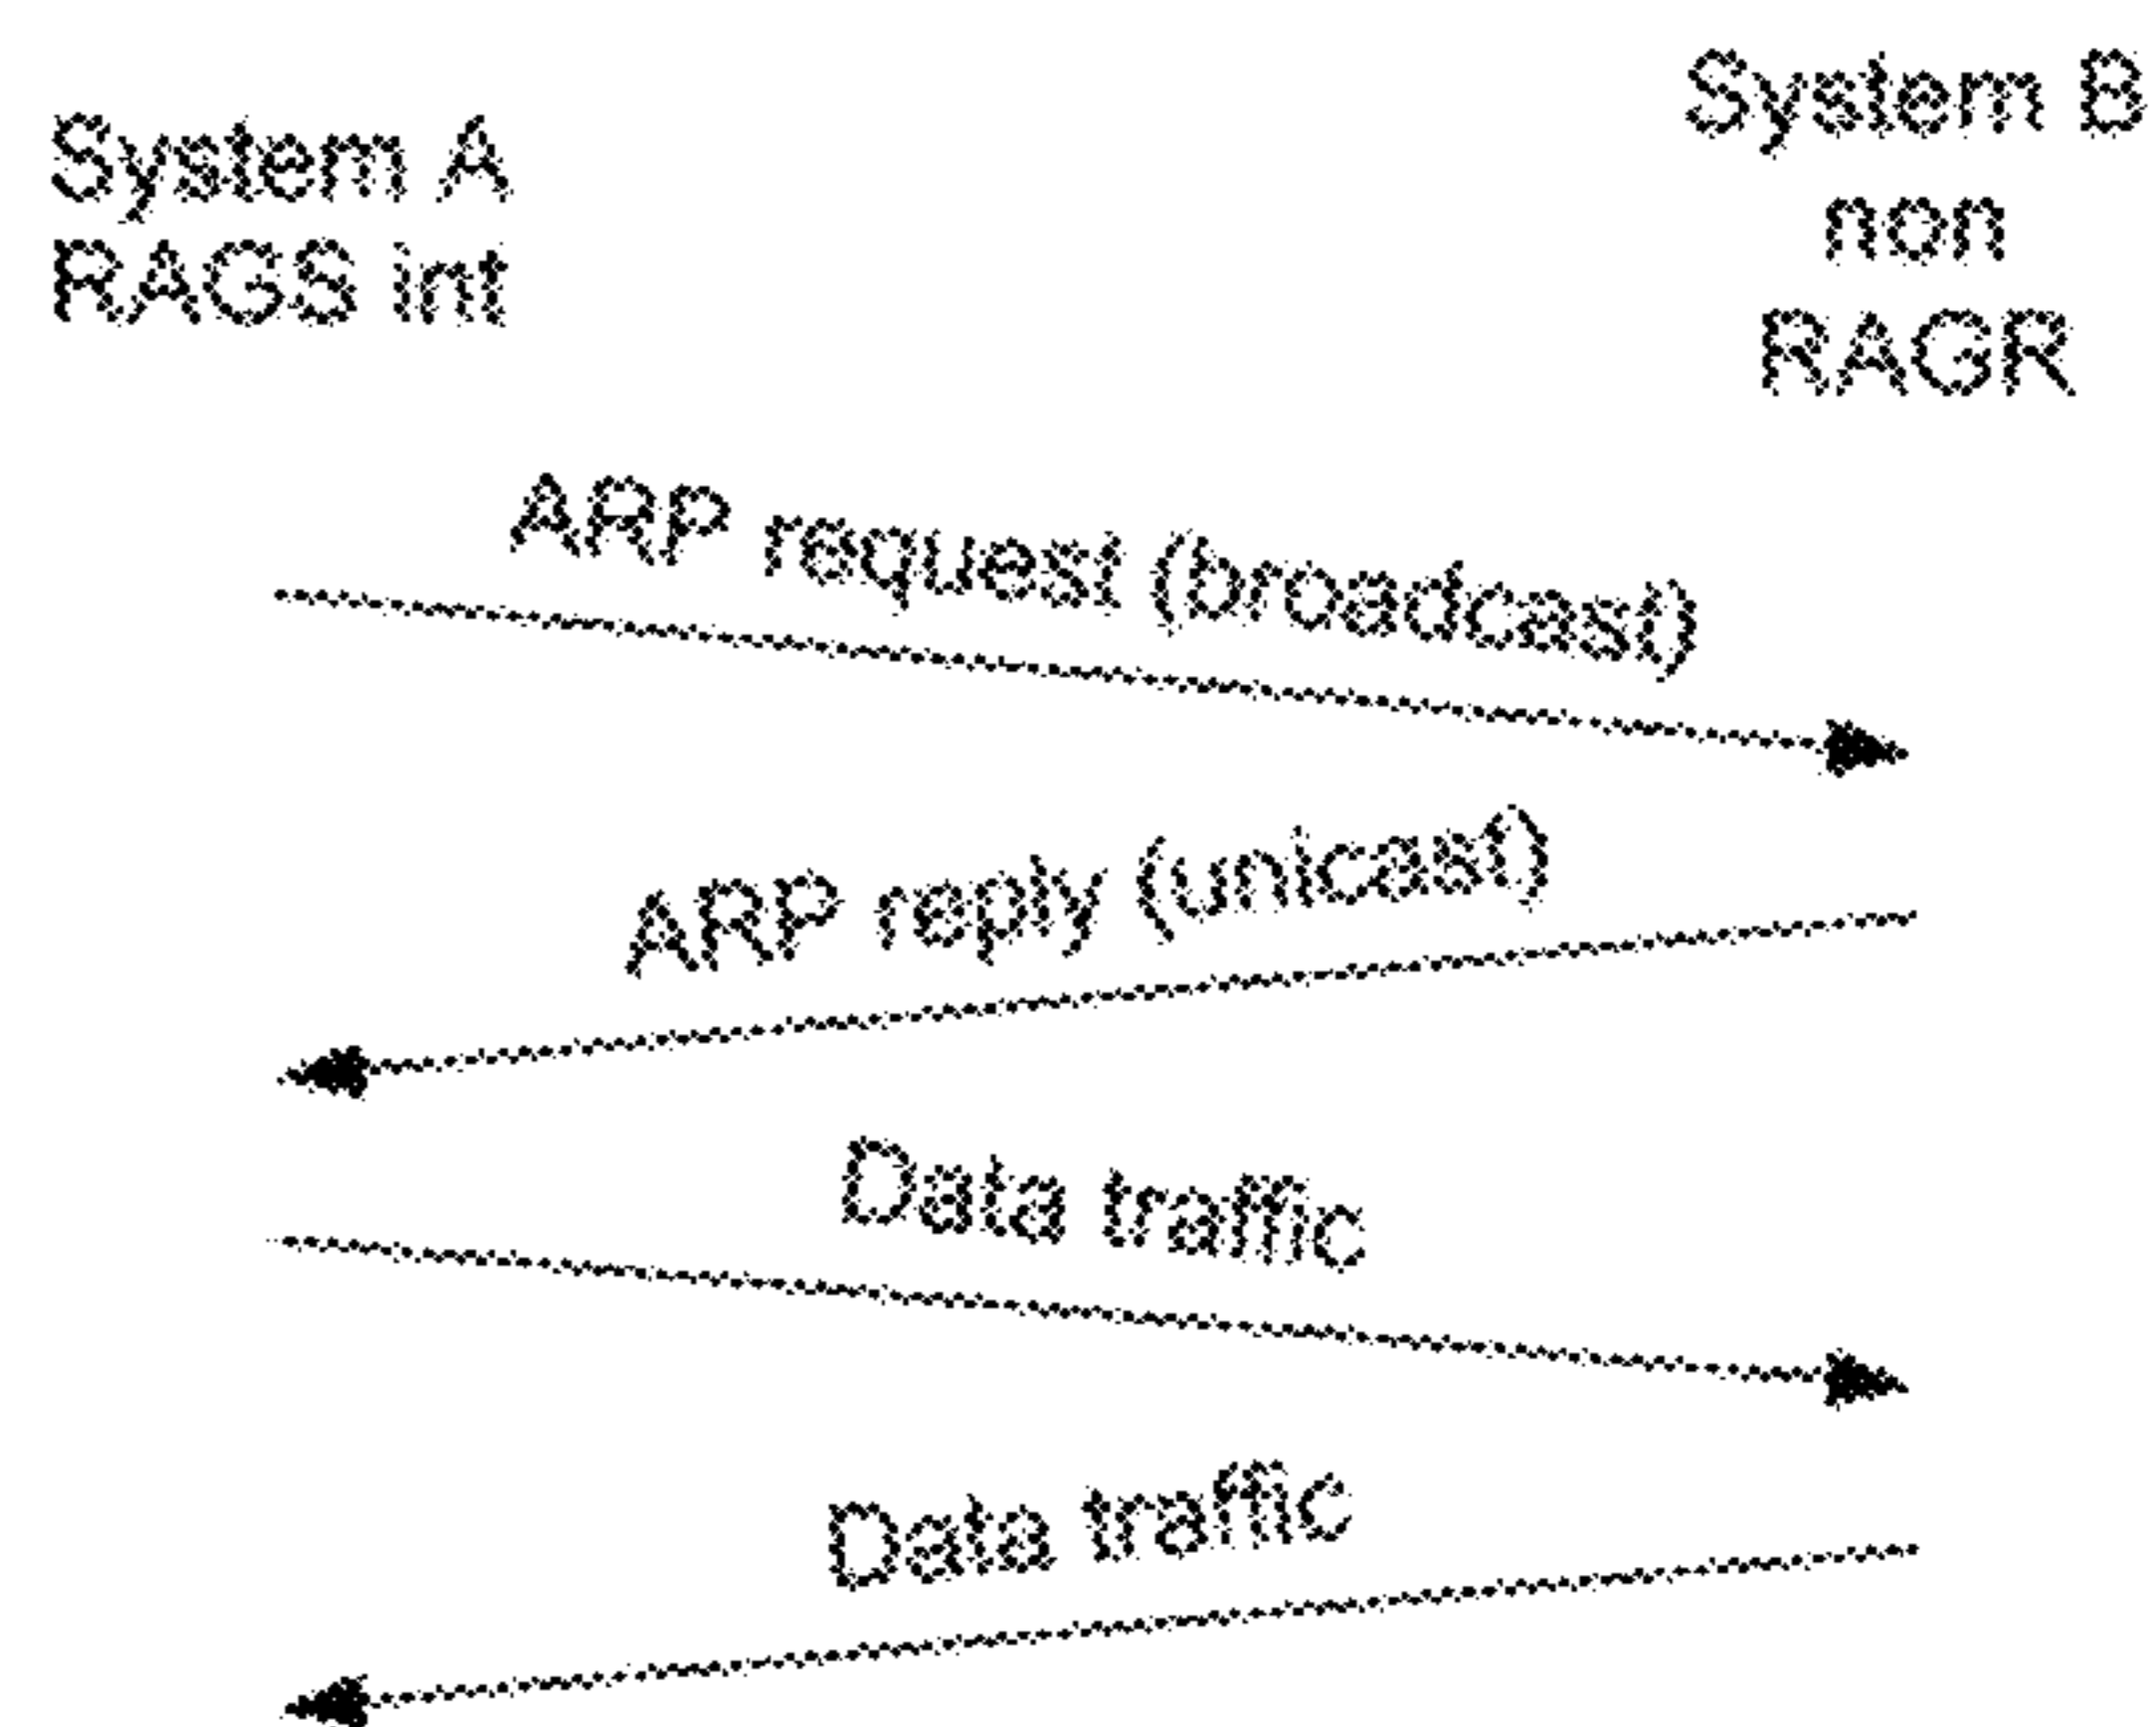 System A
RAGS int
System B
non
RAGR
ARP request (broadcast)
ARP reply (unicast)
Data traffic
Data traffic